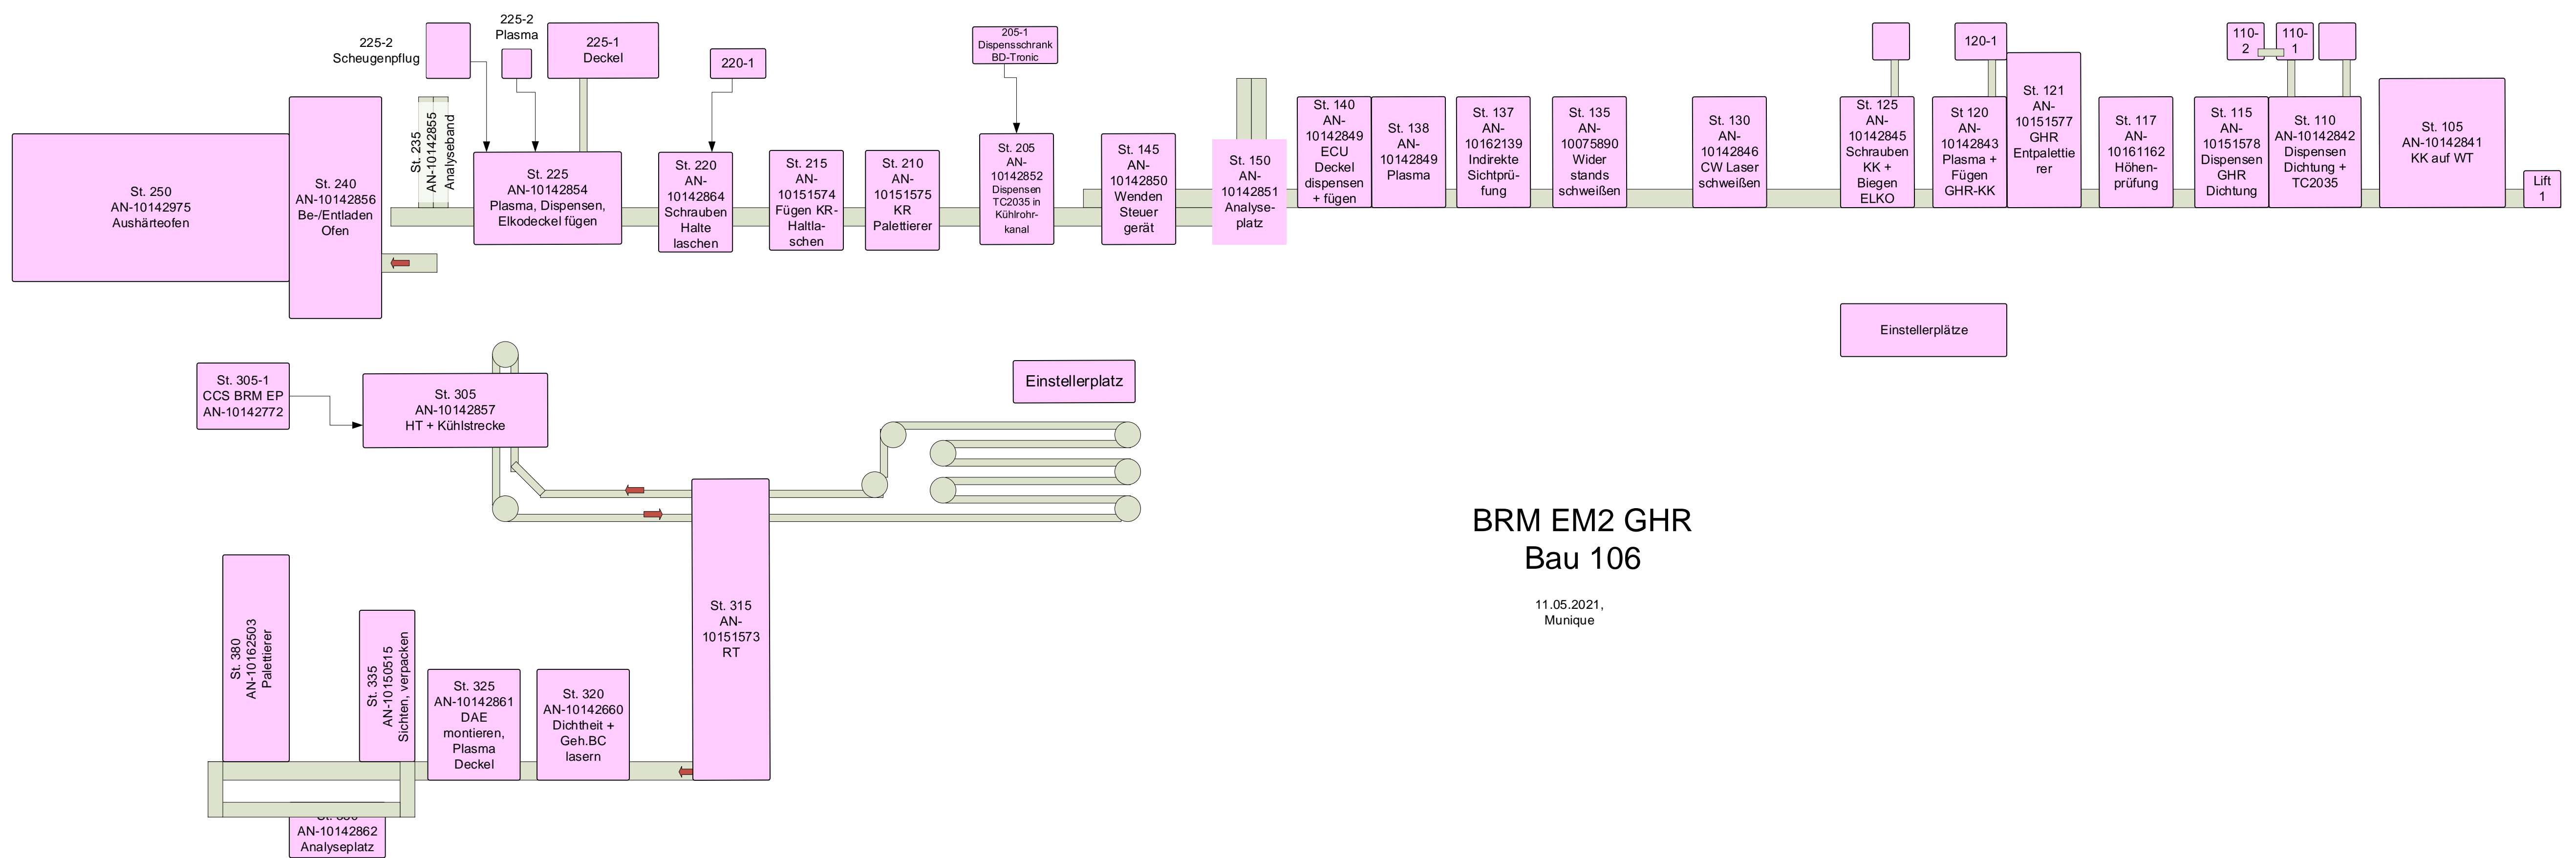 225-2
Scheugenpflug
225-2
Plasma
225-1
Deckel
220-1
205-1
Dispensschrank
BD-Tronic
120-1
110-
2
110-
1
St. 250
AN-10142975
Aushärteofen
St. 240
AN-10142856
Be-/Entladen
Ofen
St. 235
AN-10142855
Analyseband
St. 225
AN-10142854
Plasma, Dispensen,
Elkodeckel fügen
St. 220
AN-
10142864
Schrauben
Halte
laschen
St. 215
AN-
10151574
Fügen KR-
Haltla-
schen
St. 210
AN-
10151575
KR
Palettierer
St. 205
AN-
10142852
Dispensen
TC2035 in
Kühlrohr-
kanal
St. 145
AN-
10142850
Wenden
Steuer
gerät
St. 150
AN-
10142851
Analyse-
platz
St. 140
AN-
10142849
ECU
Deckel
dispensen
+ fügen
St. 138
AN-
10142849
Plasma
St. 137
AN-
10162139
Indirekte
Sichtprü-
fung
St. 135
AN-
10075890
Wider
stands
schweißen
St. 130
AN-
10142846
CW Laser
schweißen
St. 125
AN-
10142845
Schrauben
KK +
Biegen
ELKO
St 120
AN-
10142843
Plasma +
Fügen
GHR-KK
St. 121
AN-
10151577
GHR
Entpalettie
rer
St. 117
AN-
10161162
Höhen-
prüfung
St. 115
AN-
10151578
Dispensen
GHR
Dichtung
St. 110
AN-10142842
Dispensen
Dichtung +
TC2035
St. 105
AN-10142841
KK auf WT
Lift
1
Einstellerplätze
St. 305-1
CCS BRM EP
AN-10142772
St. 305
AN-10142857
HT + Kühlstrecke
Einstellerplatz
BRM EM2 GHR
Bau 106
11.05.2021,
Munique
St. 315
AN-
10151573
RT
St. 380
AN-10162503
Palettierer
St. 335
AN-10150515
Sichten, verpacken
St. 325
AN-10142861
DAE
montieren,
Plasma
Deckel
St. 320
AN-10142660
Dichtheit +
Geh.BC
lasern
AN-10142862
Analyseplatz